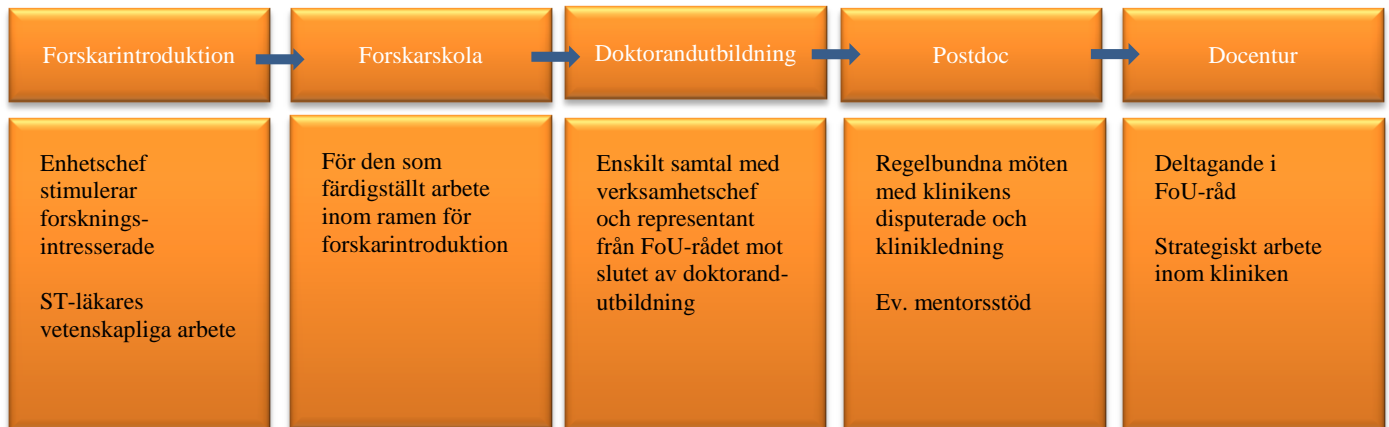 Forskarintroduktion
Forskarskola
Doktorandutbildning
Postdoc
Docentur
Enhetschef
stimulerar
forsknings-
intresserade
ST-läkares
vetenskapliga arbete
För den som
färdigställt arbete
inom ramen för
forskarintroduktion
Enskilt samtal med
verksamhetschef
och representant
från FoU-rådet mot
slutet av doktorand-
utbildning
Regelbundna möten
med klinikens
disputerade och
klinikledning
Ev. mentorsstöd
Deltagande i
FoU-råd
Strategiskt arbete
inom kliniken